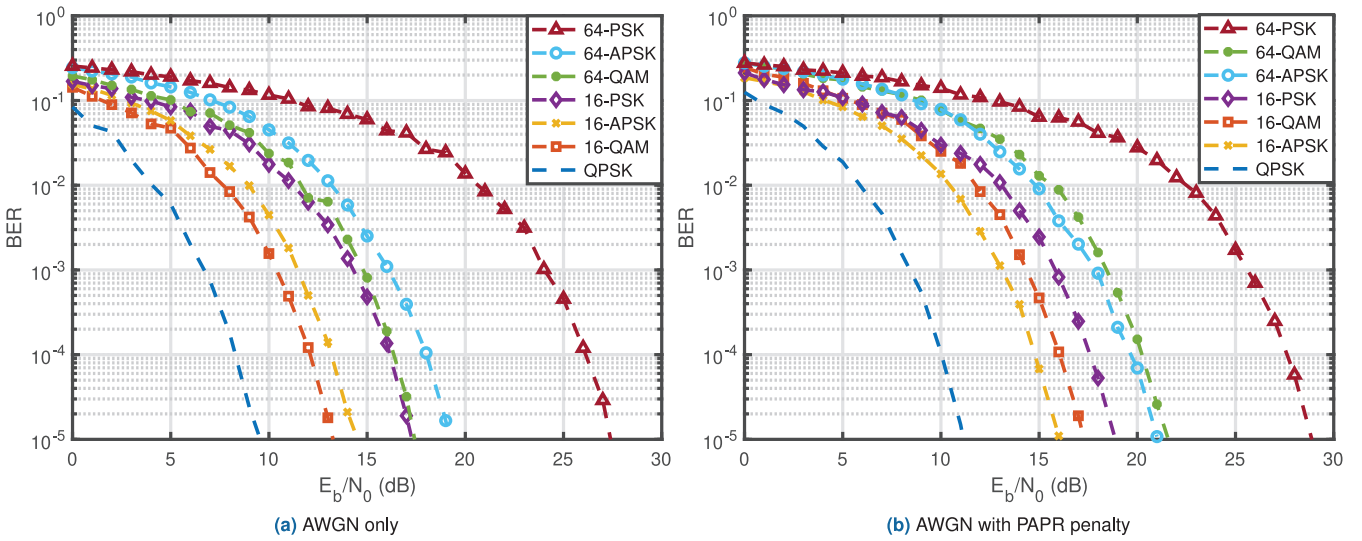 10^0
10^-1
10^-2
10^-3
10^-4
10^-5
BER
0 5 10 15 20 25 30
E_b/N_0 (dB)
64-PSK
64-APSK
64-QAM
16-PSK
16-APSK
16-QAM
QPSK
(a) AWGN only
10^0
10^-1
10^-2
10^-3
10^-4
10^-5
BER
0 5 10 15 20 25 30
E_b/N_0 (dB)
64-PSK
64-QAM
64-APSK
16-PSK
16-QAM
16-APSK
QPSK
(b) AWGN with PAPR penalty